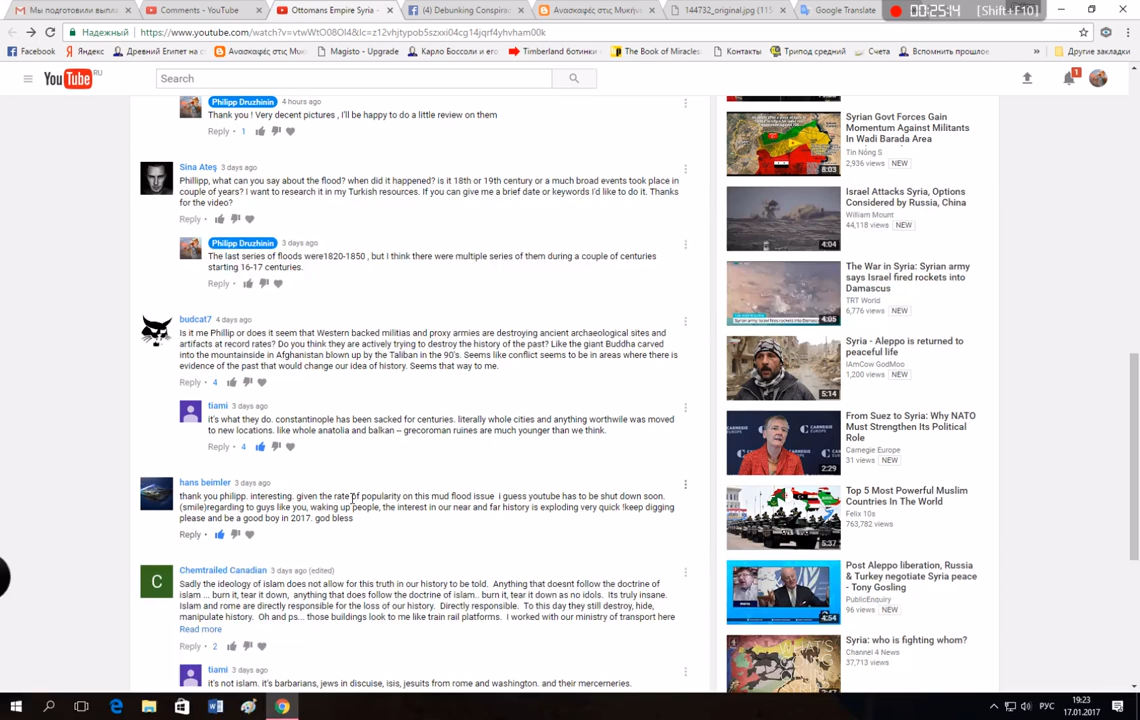 Мы подготовили выпл
Comments - YouTube
Ottomans Empire Syria
(4) Debunking Conspirac
Ανασκαφές στις Μυκήν
144732_original.jpg (115
Google Translate
00:25:14 [Shift+F10]
Надежный
https://www.youtube.com/watch?v=vtwWtO08OI4&lc=z12vhjtypob5szxxi04cg14jqrf4yhvham0k
Facebook
Яндекс
Древний Египет на с
Ανασκαφές στις Μυκ
Magisto - Upgrade
Карло Боссоли и его
Timberland ботинки
The Book of Miracles
Контакты
Трипод средний
Счета
Вспомнить прошлое
Другие закладки
YouTube RU
Search
1
Philipp Druzhinin 4 hours ago
Thank you ! Very decent pictures , I'll be happy to do a little review on them
Reply · 1
Sina Ateş 3 days ago
Phillipp, what can you say about the flood? when did it happened? is it 18th or 19th century or a much broad events took place in
couple of years? I want to research it in my Turkish resources. If you can give me a brief date or keywords I'd like to do it. Thanks
for the video?
Reply ·
Philipp Druzhinin 3 days ago
The last series of floods were1820-1850 , but I think there were multiple series of them during a couple of centuries
starting 16-17 centuries.
Reply ·
budcat7 4 days ago
Is it me Phillip or does it seem that Western backed militias and proxy armies are destroying ancient archaeological sites and
artifacts at record rates? Do you think they are actively trying to destroy the history of the past? Like the giant Buddha carved
into the mountainside in Afghanistan blown up by the Taliban in the 90's. Seems like conflict seems to be in areas where there is
evidence of the past that would change our idea of history. Seems that way to me.
Reply · 4
tiami 3 days ago
it's what they do. constantinople has been sacked for centuries. literally whole cities and anything worthwile was moved
to new locations. like whole anatolia and balkan -- grecoroman ruines are much younger than we think.
Reply · 4
hans beimler 3 days ago
thank you philipp. interesting. given the rate of popularity on this mud flood issue i guess youtube has to be shut down soon.
(smile)regarding to guys like you, waking up people, the interest in our near and far history is exploding very quick !keep digging
please and be a good boy in 2017. god bless
Reply ·
C
Chemtrailed Canadian 3 days ago (edited)
Sadly the ideology of islam does not allow for this truth in our history to be told. Anything that doesnt follow the doctrine of
islam ... burn it, tear it down, anything that does follow the doctrine of islam.. burn it, tear it down as no idols. Its truly insane.
Islam and rome are directly responsible for the loss of our history. Directly responsible. To this day they still destroy, hide,
manipulate history. Oh and ps... those buildings look to me like train rail platforms. I worked with our ministry of transport here
Read more
Reply · 2
tiami 3 days ago
it's not islam. it's barbarians, jews in discuise, isis, jesuits from rome and washington. and their mercerneries.
Syrian Govt Forces Gain
Momentum Against Militants
In Wadi Barada Area
Tin Nóng S
2,936 views NEW
8:03
Israel Attacks Syria, Options
Considered by Russia, China
William Mount
44,118 views NEW
4:04
The War in Syria: Syrian army
says Israel fired rockets into
Damascus
TRT World
6,776 views NEW
4:05
Syria - Aleppo is returned to
peaceful life
IAmCow GodMoo
1,200 views NEW
5:14
From Suez to Syria: Why NATO
Must Strengthen Its Political
Role
Carnegie Europe
31 views NEW
2:29
Top 5 Most Powerful Muslim
Countries In The World
Felix 10s
763,782 views
5:37
Post Aleppo liberation, Russia
& Turkey negotiate Syria peace
- Tony Gosling
PublicEnquiry
96 views NEW
4:54
Syria: who is fighting whom?
Channel 4 News
37,713 views
РУС
19:23
17.01.2017